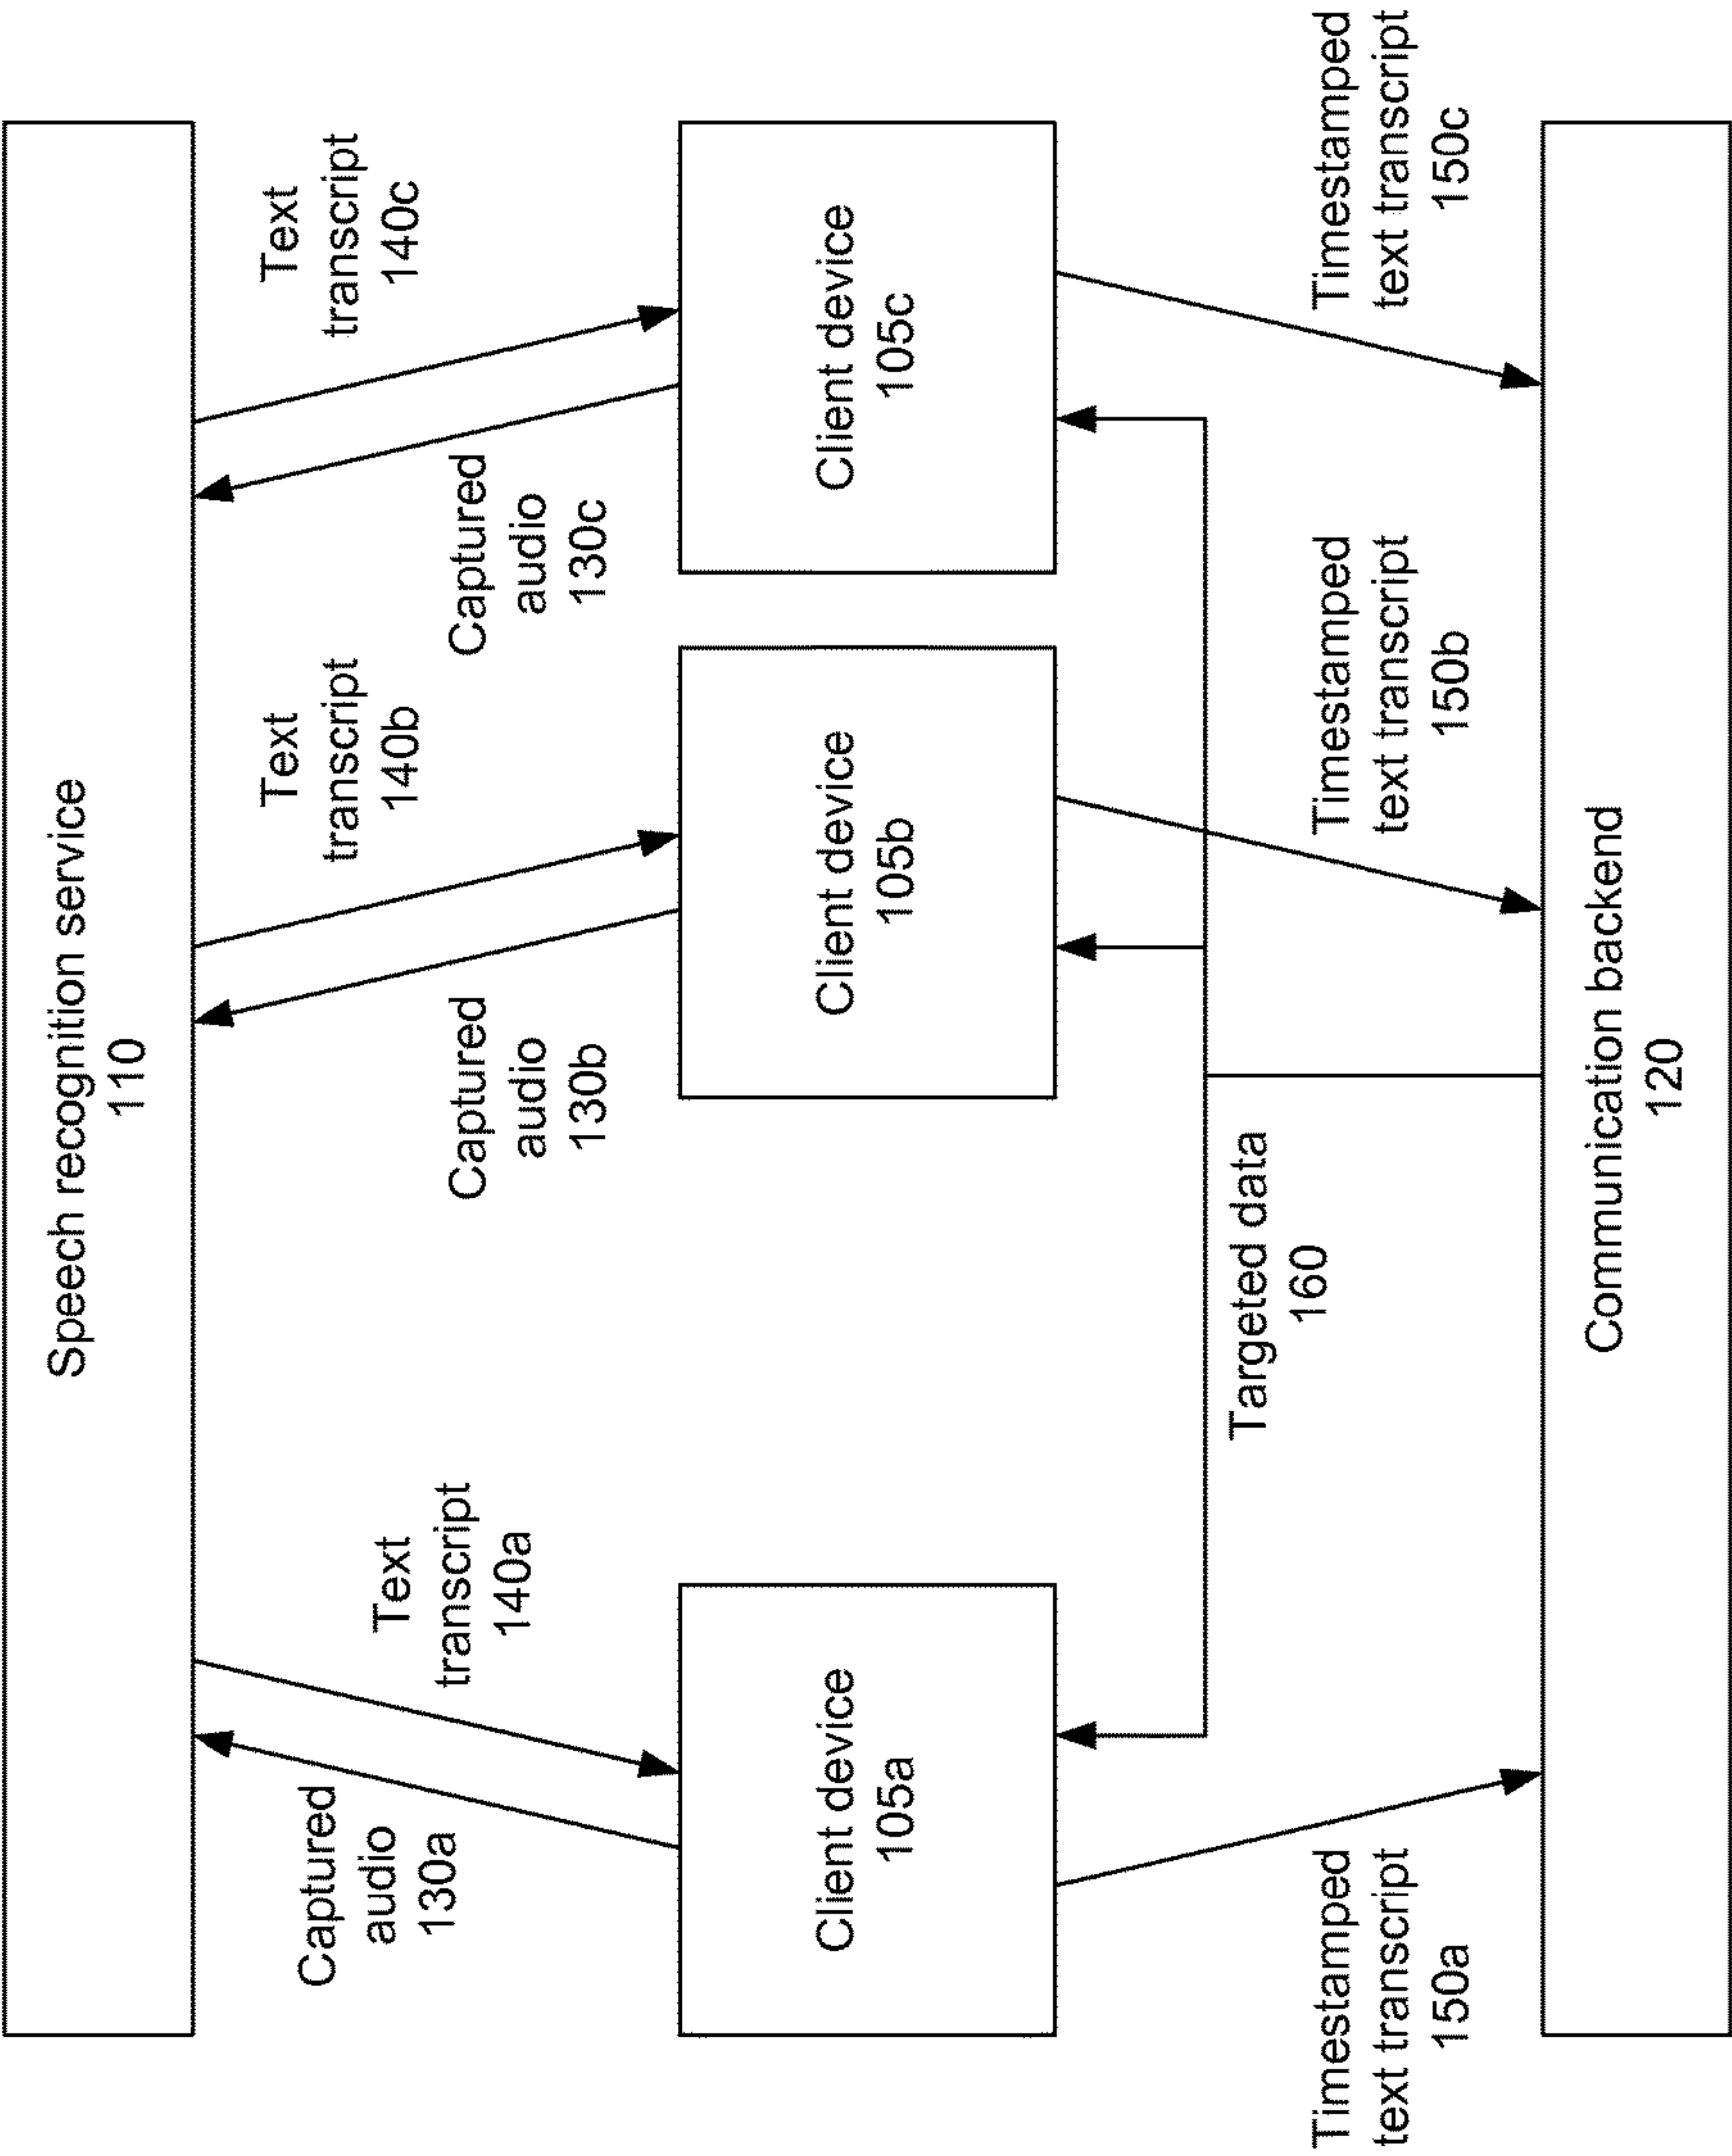 Speech recognition service
110
Captured
audio
130a
Text
transcript
140a
Captured
audio
130b
Text
transcript
140b
Captured
audio
130c
Text
transcript
140c
Client device
105a
Client device
105b
Client device
105c
Timestamped
text transcript
150a
Targeted data
160
Timestamped
text transcript
150b
Timestamped
text transcript
150c
Communication backend
120